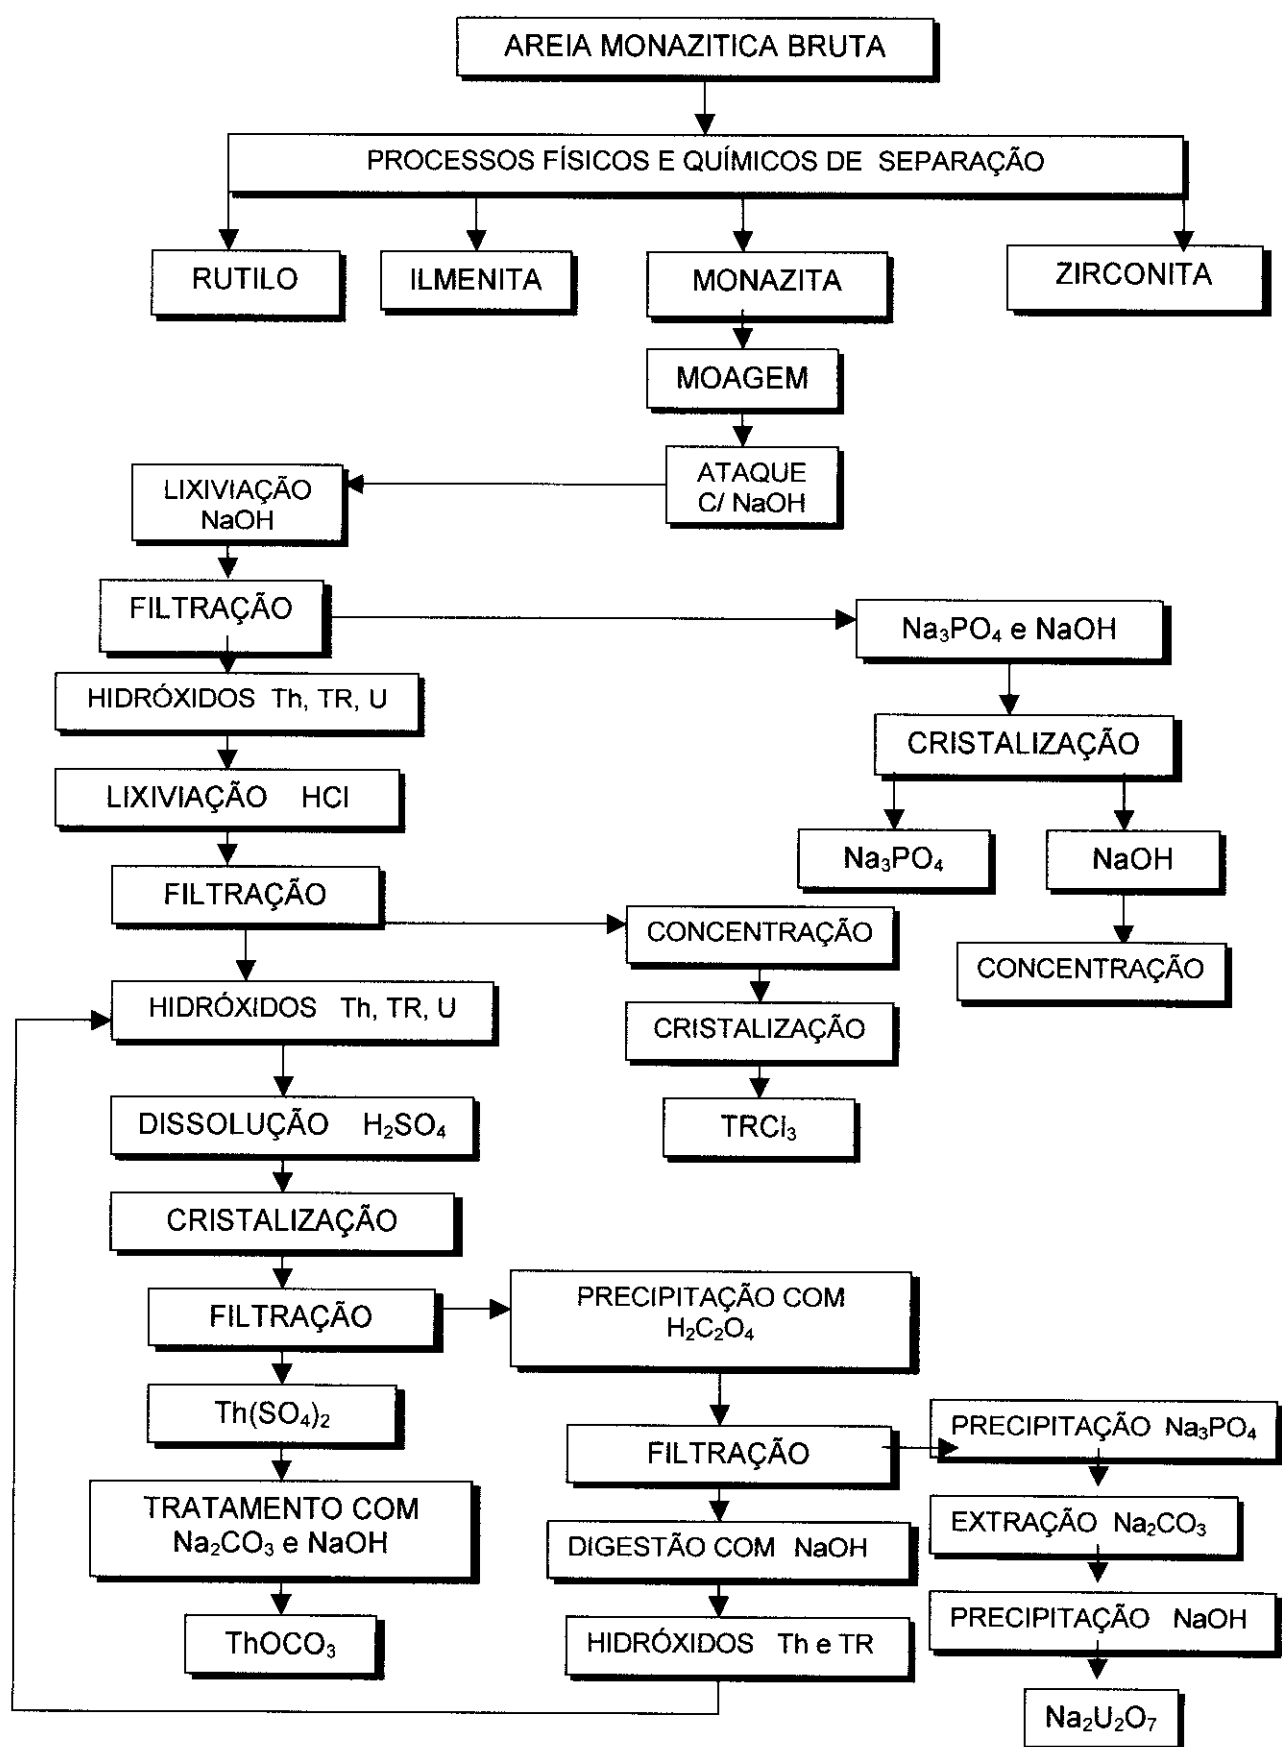 AREIA MONAZITICA BRUTA
PROCESSOS FÍSICOS E QUÍMICOS DE SEPARAÇÃO
RUTILO
ILMENITA
MONAZITA
ZIRCONITA
MOAGEM
ATAQUE
C/ NaOH
LIXIVIAÇÃO
NaOH
FILTRAÇÃO
Na₃PO₄ e NaOH
HIDRÓXIDOS Th, TR, U
CRISTALIZAÇÃO
LIXIVIAÇÃO HCl
Na₃PO₄
NaOH
FILTRAÇÃO
CONCENTRAÇÃO
CONCENTRAÇÃO
HIDRÓXIDOS Th, TR, U
CRISTALIZAÇÃO
DISSOLUÇÃO H₂SO₄
TRCl₃
CRISTALIZAÇÃO
FILTRAÇÃO
PRECIPITAÇÃO COM
H₂C₂O₄
Th(SO₄)₂
FILTRAÇÃO
PRECIPITAÇÃO Na₃PO₄
TRATAMENTO COM
Na₂CO₃ e NaOH
DIGESTÃO COM NaOH
EXTRAÇÃO Na₂CO₃
ThOCO₃
HIDRÓXIDOS Th e TR
PRECIPITAÇÃO NaOH
Na₂U₂O₇